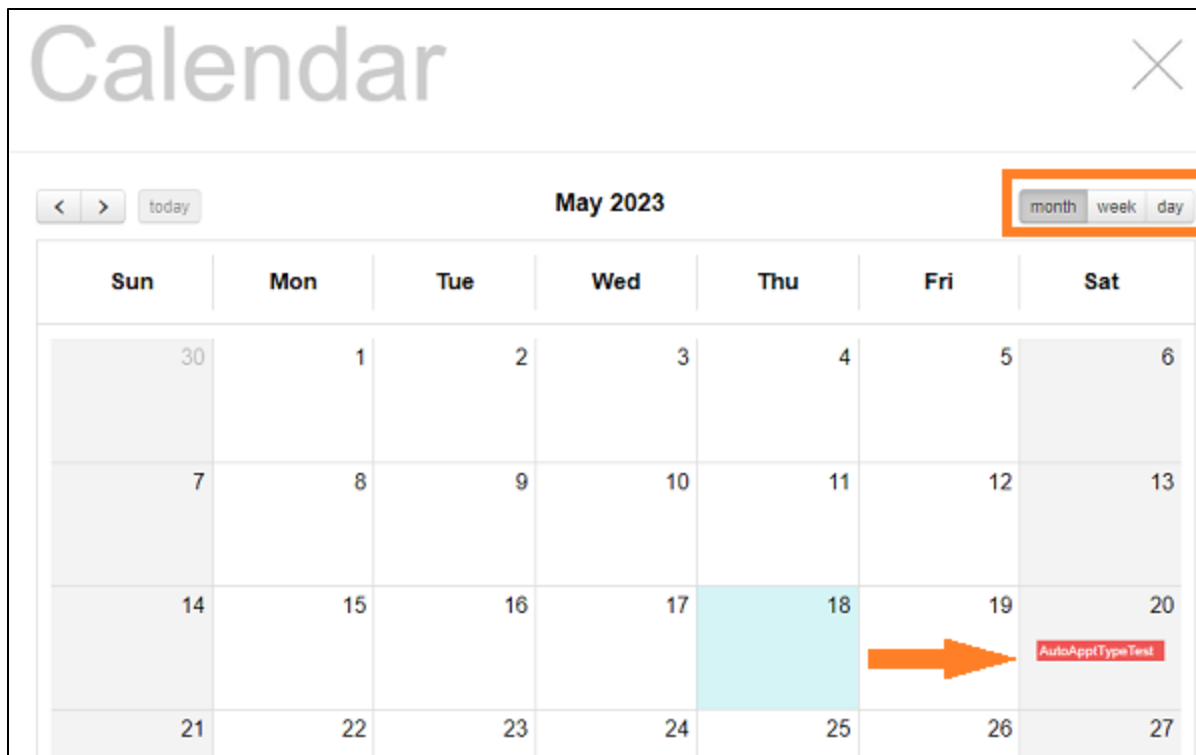 Calendar
today May 2023 month week day
Sun Mon Tue Wed Thu Fri Sat
30 1 2 3 4 5 6
7 8 9 10 11 12 13
14 15 16 17 18 19 20
AutoApptTypeTest
21 22 23 24 25 26 27